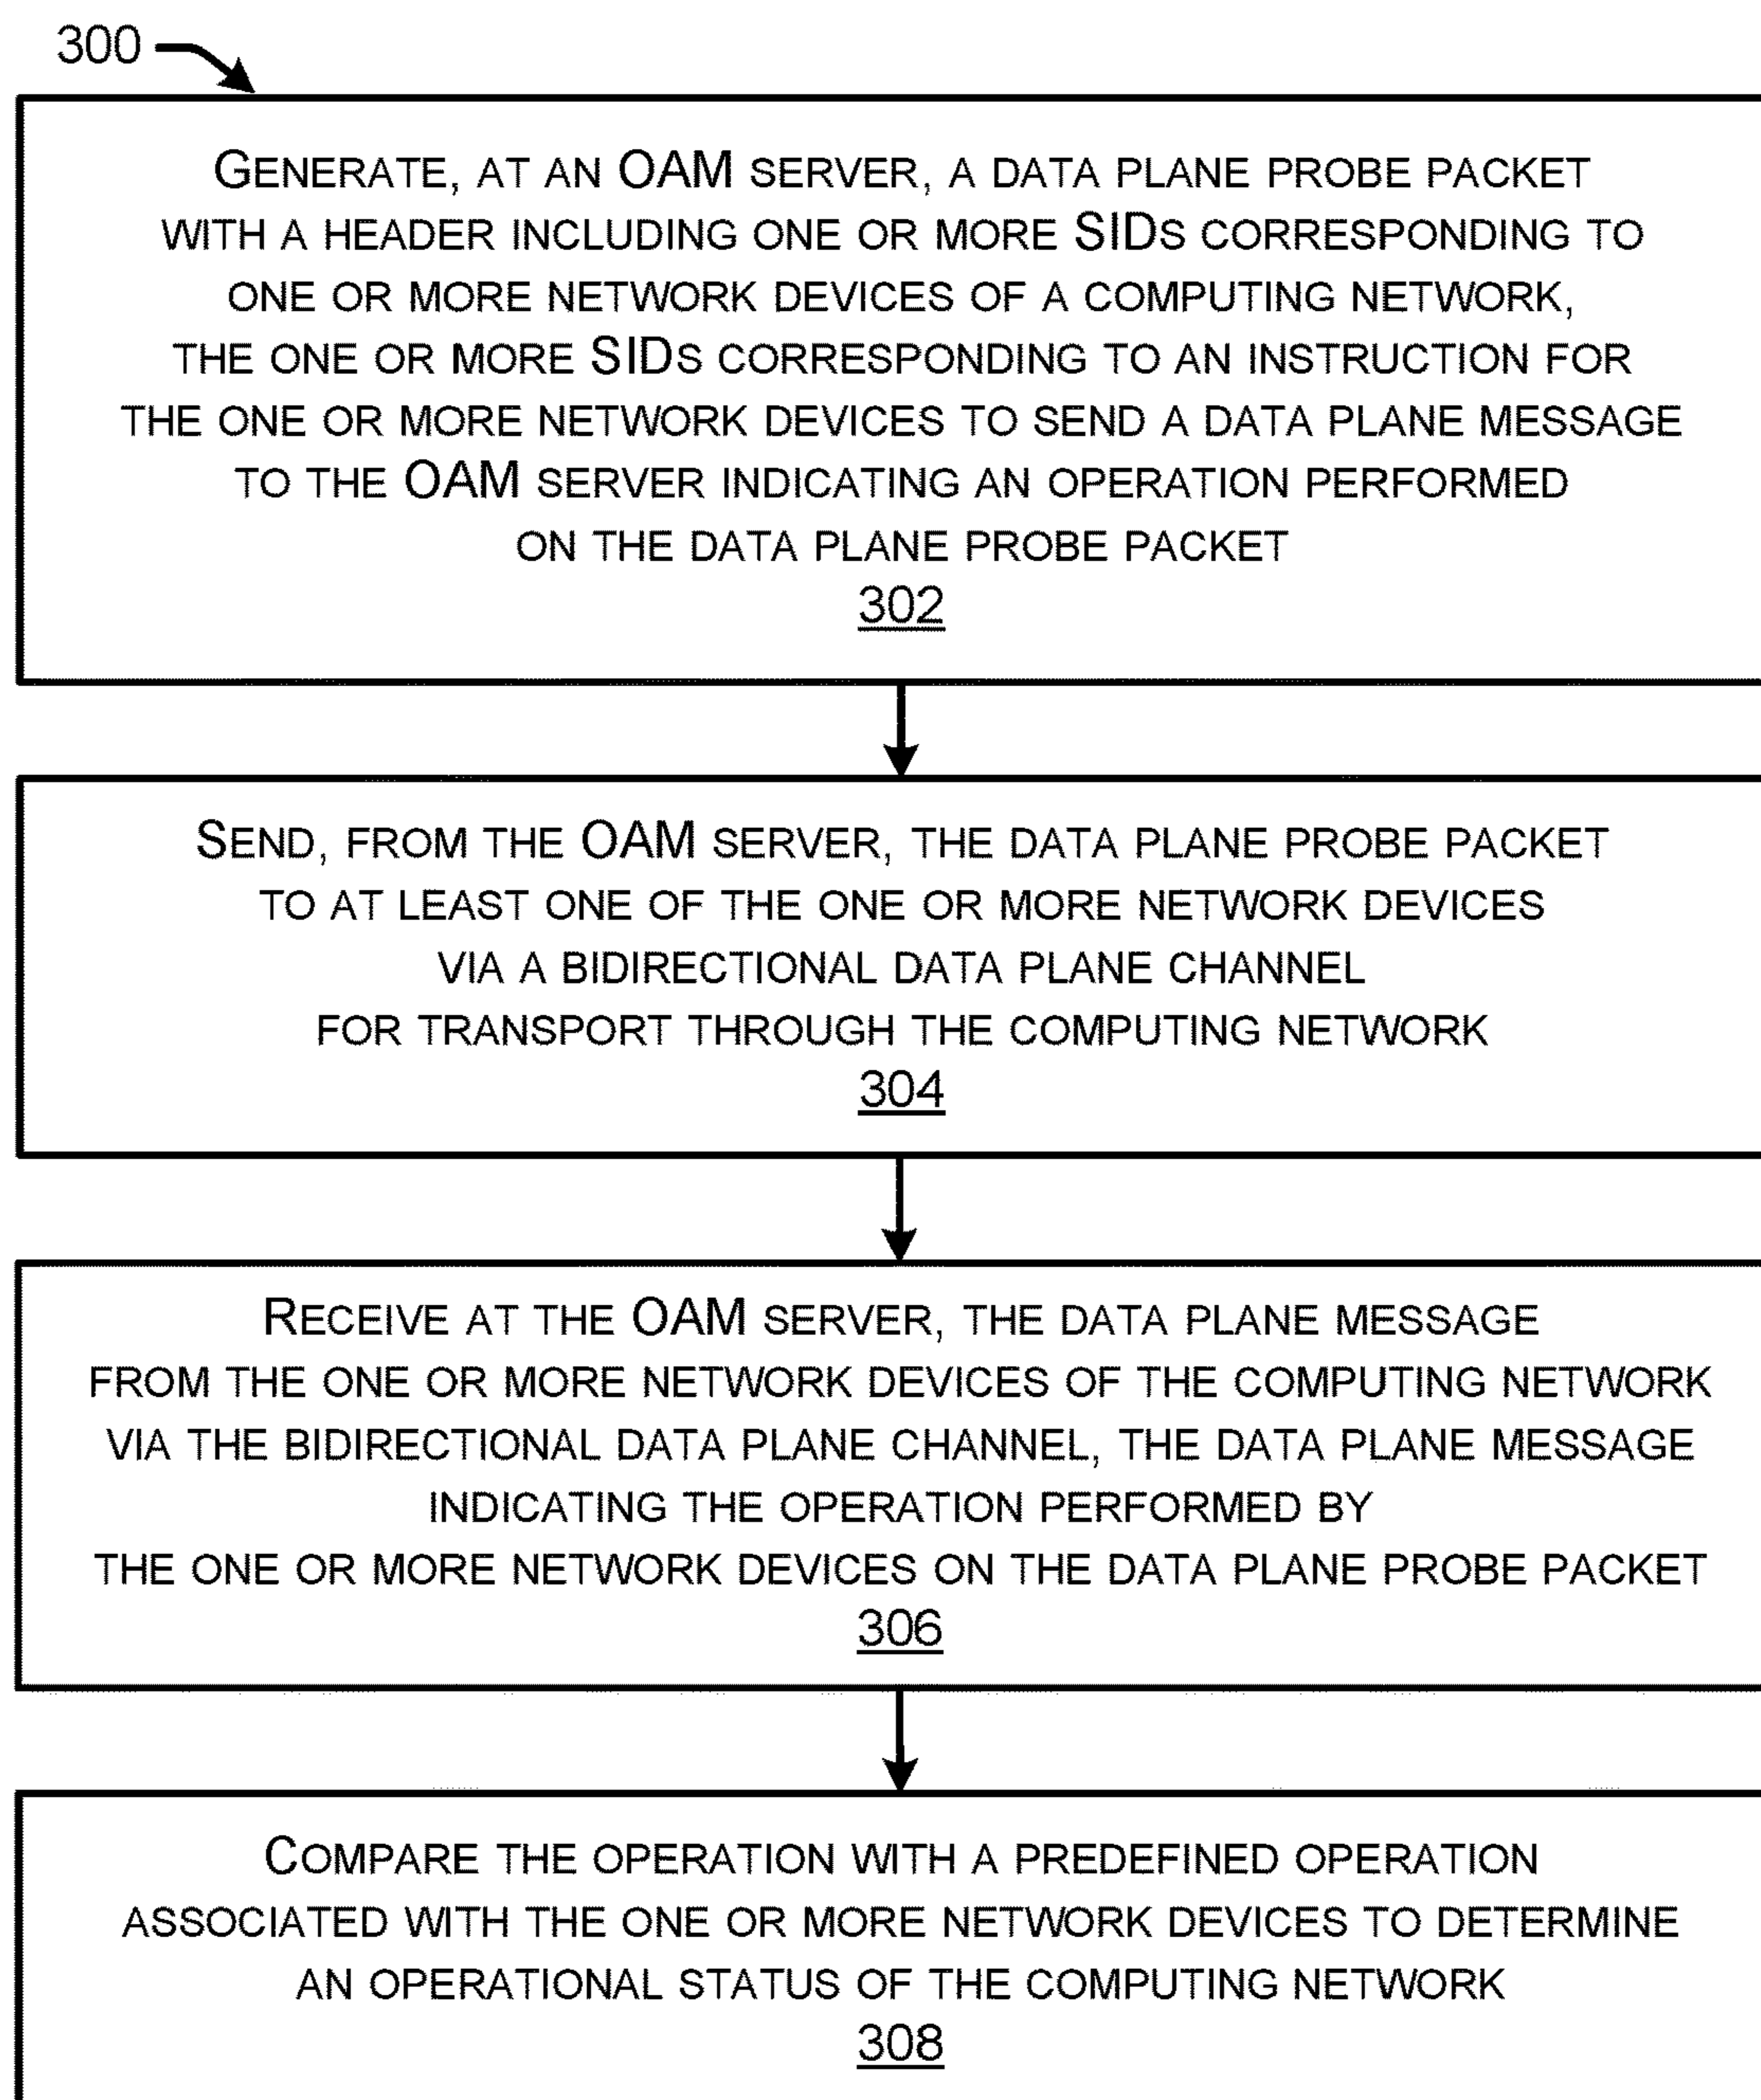 300
GENERATE, AT AN OAM SERVER, A DATA PLANE PROBE PACKET
WITH A HEADER INCLUDING ONE OR MORE SIDS CORRESPONDING TO
ONE OR MORE NETWORK DEVICES OF A COMPUTING NETWORK,
THE ONE OR MORE SIDS CORRESPONDING TO AN INSTRUCTION FOR
THE ONE OR MORE NETWORK DEVICES TO SEND A DATA PLANE MESSAGE
TO THE OAM SERVER INDICATING AN OPERATION PERFORMED
ON THE DATA PLANE PROBE PACKET
302
SEND, FROM THE OAM SERVER, THE DATA PLANE PROBE PACKET
TO AT LEAST ONE OF THE ONE OR MORE NETWORK DEVICES
VIA A BIDIRECTIONAL DATA PLANE CHANNEL
FOR TRANSPORT THROUGH THE COMPUTING NETWORK
304
RECEIVE AT THE OAM SERVER, THE DATA PLANE MESSAGE
FROM THE ONE OR MORE NETWORK DEVICES OF THE COMPUTING NETWORK
VIA THE BIDIRECTIONAL DATA PLANE CHANNEL, THE DATA PLANE MESSAGE
INDICATING THE OPERATION PERFORMED BY
THE ONE OR MORE NETWORK DEVICES ON THE DATA PLANE PROBE PACKET
306
COMPARE THE OPERATION WITH A PREDEFINED OPERATION
ASSOCIATED WITH THE ONE OR MORE NETWORK DEVICES TO DETERMINE
AN OPERATIONAL STATUS OF THE COMPUTING NETWORK
308